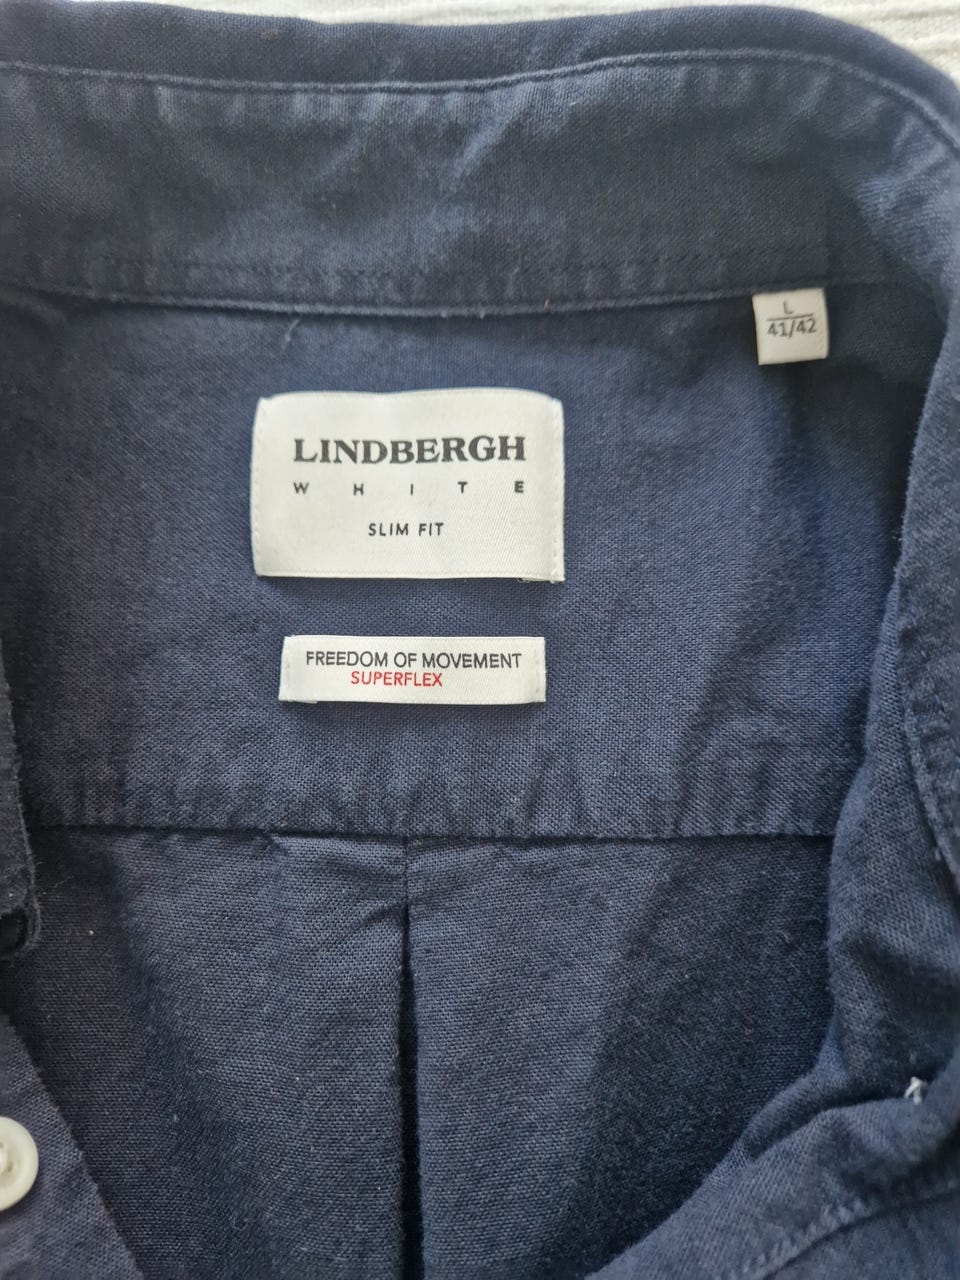 L
41/42
LINDBERGH
WHITE
SLIM FIT
FREEDOM OF MOVEMENT
SUPERFLEX